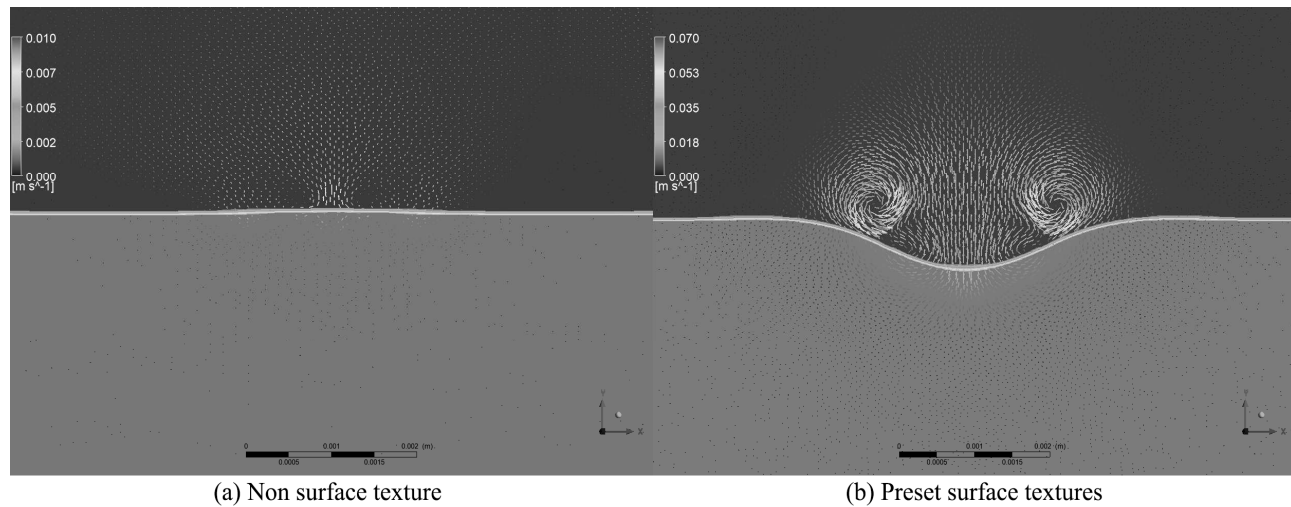 0.010
0.007
0.005
0.002
0.000
[m s^-1]
0
0.001
0.002 (m)
0.0005
0.0015
Y
X
0.070
0.053
0.035
0.018
0.000
[m s^-1]
0
0.001
0.002 (m)
0.0005
0.0015
Y
X
(a) Non surface texture
(b) Preset surface textures